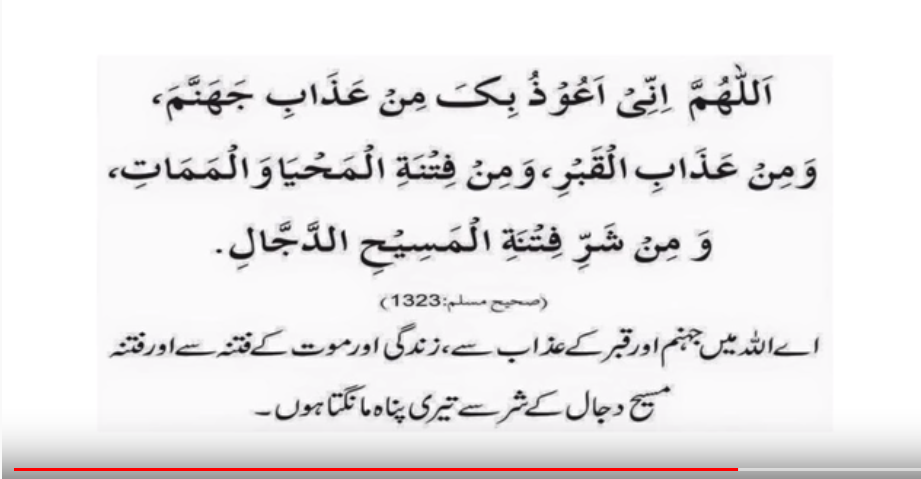 اَللّٰهُمَّ اِنِّیْ اَعُوْذُ بِکَ مِنْ عَذَابِ جَهَنَّمَ،
وَمِنْ عَذَابِ الْقَبْرِ، وَمِنْ فِتْنَةِ الْمَحْیَا وَالْمَمَاتِ،
وَ مِنْ شَرِّ فِتْنَةِ الْمَسِیْحِ الدَّجَّالِ.
(صحیح مسلم:1323)
اے اللہ میں جہنم اور قبر کے عذاب سے، زندگی اور موت کے فتنہ سے اور فتنہ
مسیح دجال کے شر سے تیری پناہ مانگتا ہوں۔